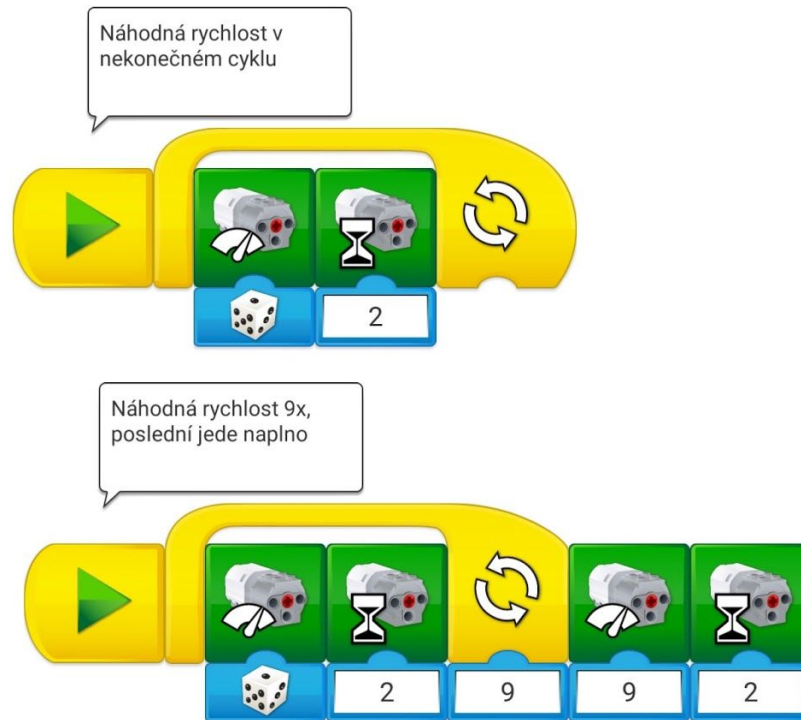 Náhodná rychlost v
nekonečném cyklu
2
Náhodná rychlost 9x,
poslední jede naplno
2 9 9 2